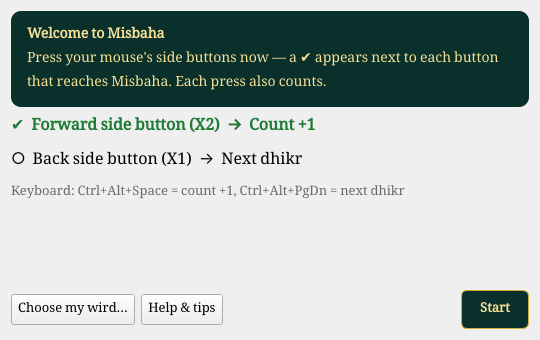 Welcome to Misbaha
Press your mouse's side buttons now — a ✔ appears next to each button
that reaches Misbaha. Each press also counts.
✔ Forward side button (X2) → Count +1
○ Back side button (X1) → Next dhikr
Keyboard: Ctrl+Alt+Space = count +1, Ctrl+Alt+PgDn = next dhikr
Choose my wird... Help & tips Start